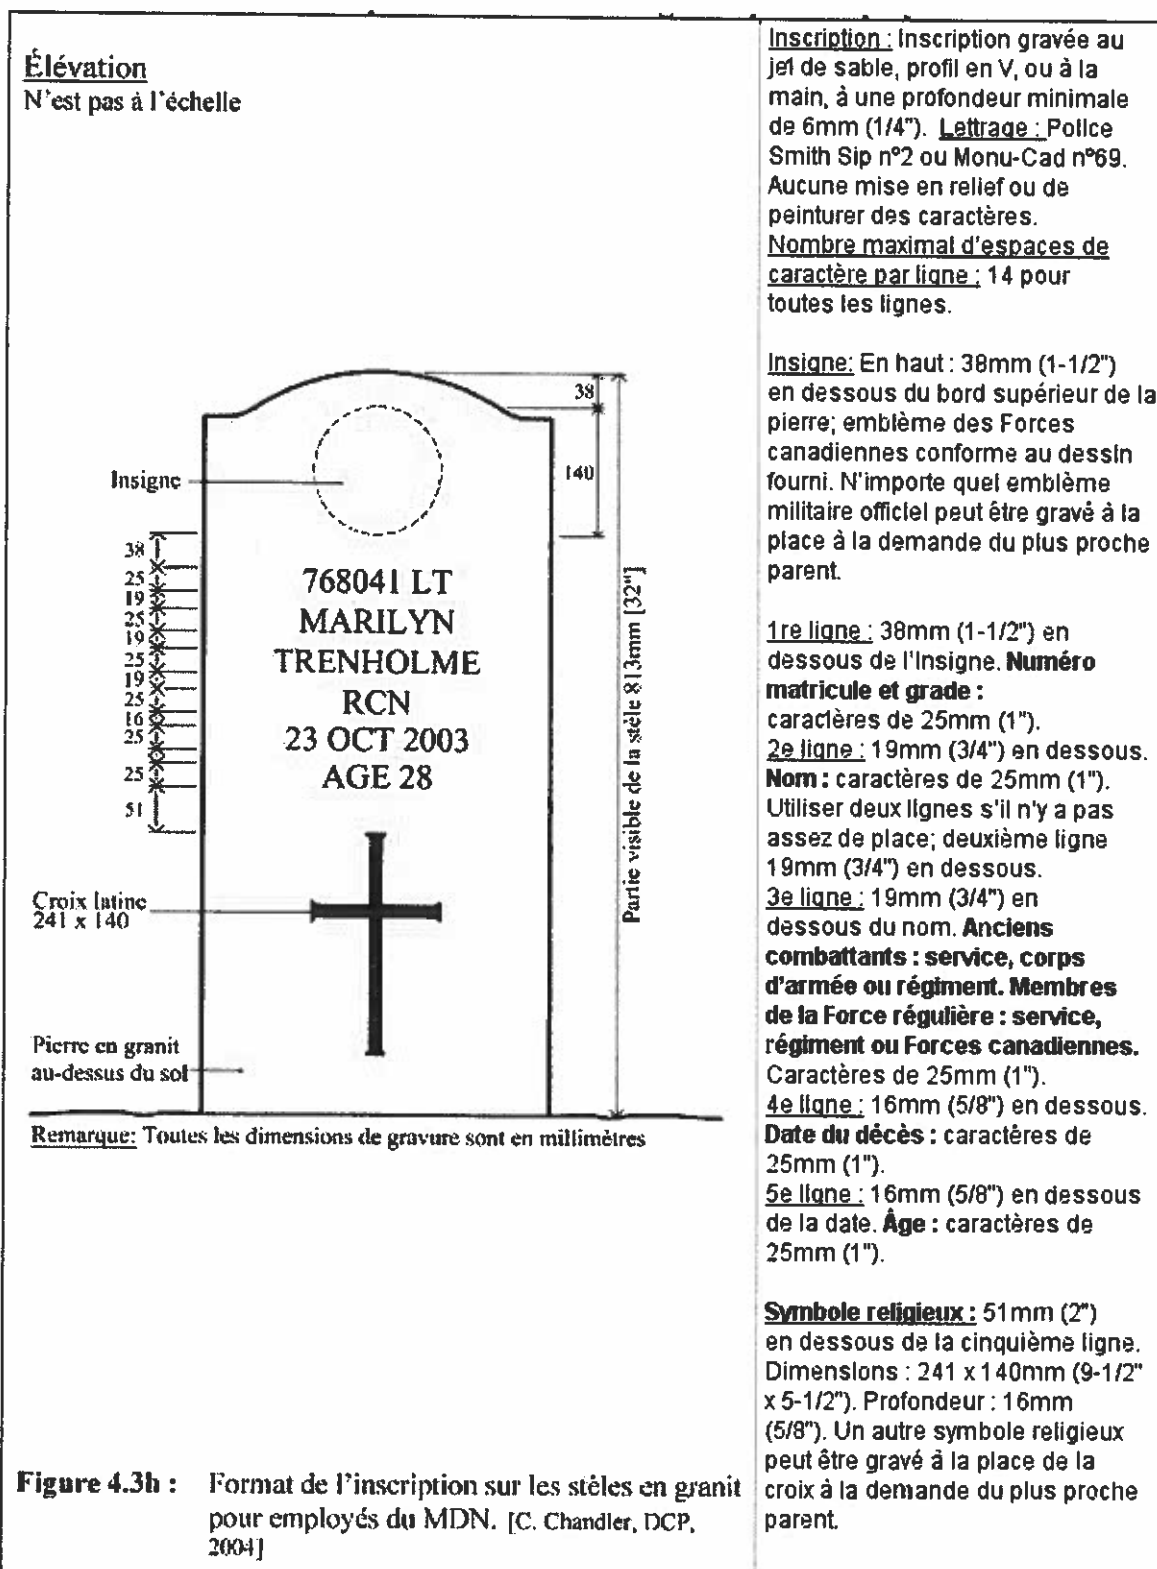 Élévation
N'est pas à l'échelle
Insigne
38
140
38
25
19
25
19
25
19
25
16
25
25
51
768041 LT
MARILYN
TRENHOLME
RCN
23 OCT 2003
AGE 28
Partie visible de la stèle 813mm [32"]
Croix latine
241 x 140
Pierre en granit
au-dessus du sol
Remarque: Toutes les dimensions de gravure sont en millimètres
Figure 4.3h : Format de l'inscription sur les stèles en granit
pour employés du MDN. [C. Chandler, DCP,
2004]
Inscription : Inscription gravée au
jet de sable, profil en V, ou à la
main, à une profondeur minimale
de 6mm (1/4"). Lettrage : Police
Smith Sip nº2 ou Monu-Cad nº69.
Aucune mise en relief ou de
peinturer des caractères.
Nombre maximal d'espaces de
caractère par ligne : 14 pour
toutes les lignes.
Insigne: En haut : 38mm (1-1/2")
en dessous du bord supérieur de la
pierre; emblème des Forces
canadiennes conforme au dessin
fourni. N'importe quel emblème
militaire officiel peut être gravé à la
place à la demande du plus proche
parent.
1re ligne : 38mm (1-1/2") en
dessous de l'Insigne. Numéro
matricule et grade :
caractères de 25mm (1").
2e ligne : 19mm (3/4") en dessous.
Nom : caractères de 25mm (1").
Utiliser deux lignes s'il n'y a pas
assez de place; deuxième ligne
19mm (3/4") en dessous.
3e ligne : 19mm (3/4") en
dessous du nom. Anciens
combattants : service, corps
d'armée ou régiment. Membres
de la Force régulière : service,
régiment ou Forces canadiennes.
Caractères de 25mm (1").
4e ligne : 16mm (5/8") en dessous.
Date du décès : caractères de
25mm (1").
5e ligne : 16mm (5/8") en dessous
de la date. Âge : caractères de
25mm (1").
Symbole religieux : 51mm (2")
en dessous de la cinquième ligne.
Dimensions : 241 x 140mm (9-1/2"
x 5-1/2"). Profondeur : 16mm
(5/8"). Un autre symbole religieux
peut être gravé à la place de la
croix à la demande du plus proche
parent.